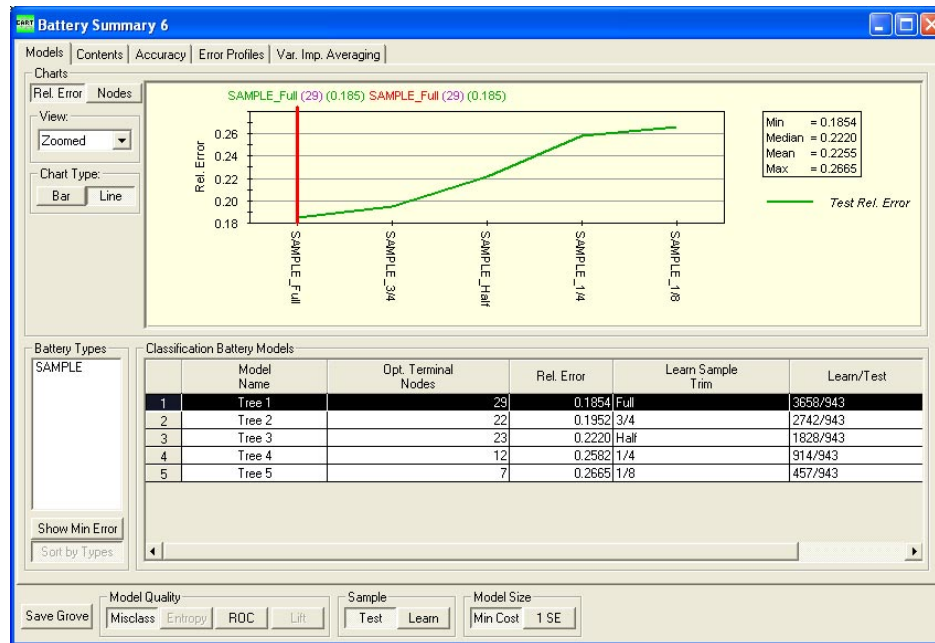 CART Battery Summary 6
Models Contents Accuracy Error Profiles Var. Imp. Averaging
Charts
Rel. Error Nodes
View:
Zoomed
Chart Type:
Bar Line
SAMPLE_Full (29) (0.185) SAMPLE_Full (29) (0.185)
Rel. Error
0.26
0.24
0.22
0.20
0.18
SAMPLE_Full
SAMPLE_3/4
SAMPLE_Half
SAMPLE_1/4
SAMPLE_1/8
Min = 0.1854
Median = 0.2220
Mean = 0.2255
Max = 0.2665
Test Rel. Error
Battery Types
SAMPLE
Show Min Error
Sort by Types
Classification Battery Models
Model Name Opt. Terminal Nodes Rel. Error Learn Sample Trim Learn/Test
1 Tree 1 29 0.1854 Full 3658/943
2 Tree 2 22 0.1952 3/4 2742/943
3 Tree 3 23 0.2220 Half 1828/943
4 Tree 4 12 0.2582 1/4 914/943
5 Tree 5 7 0.2665 1/8 457/943
Save Grove
Model Quality
Misclass Entropy ROC Lift
Sample
Test Learn
Model Size
Min Cost 1 SE